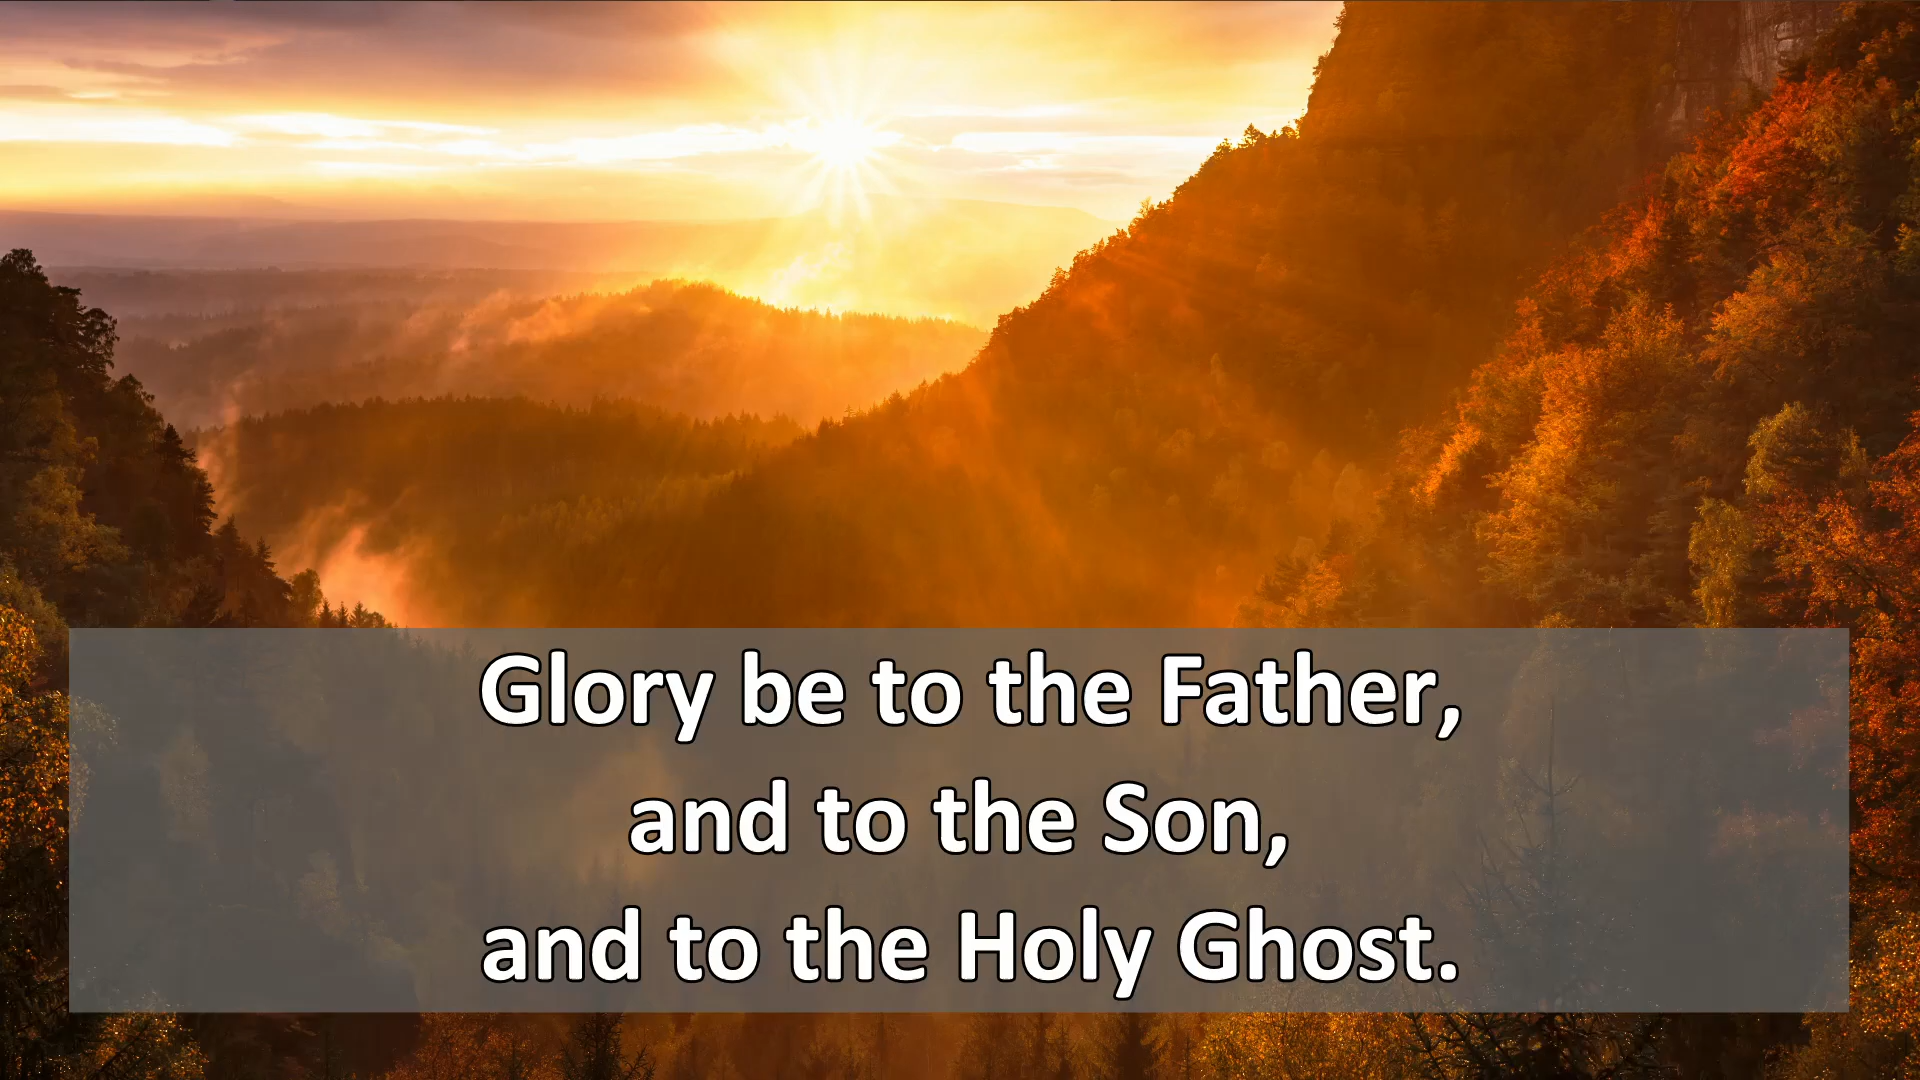 Glory be to the Father,
and to the Son,
and to the Holy Ghost.